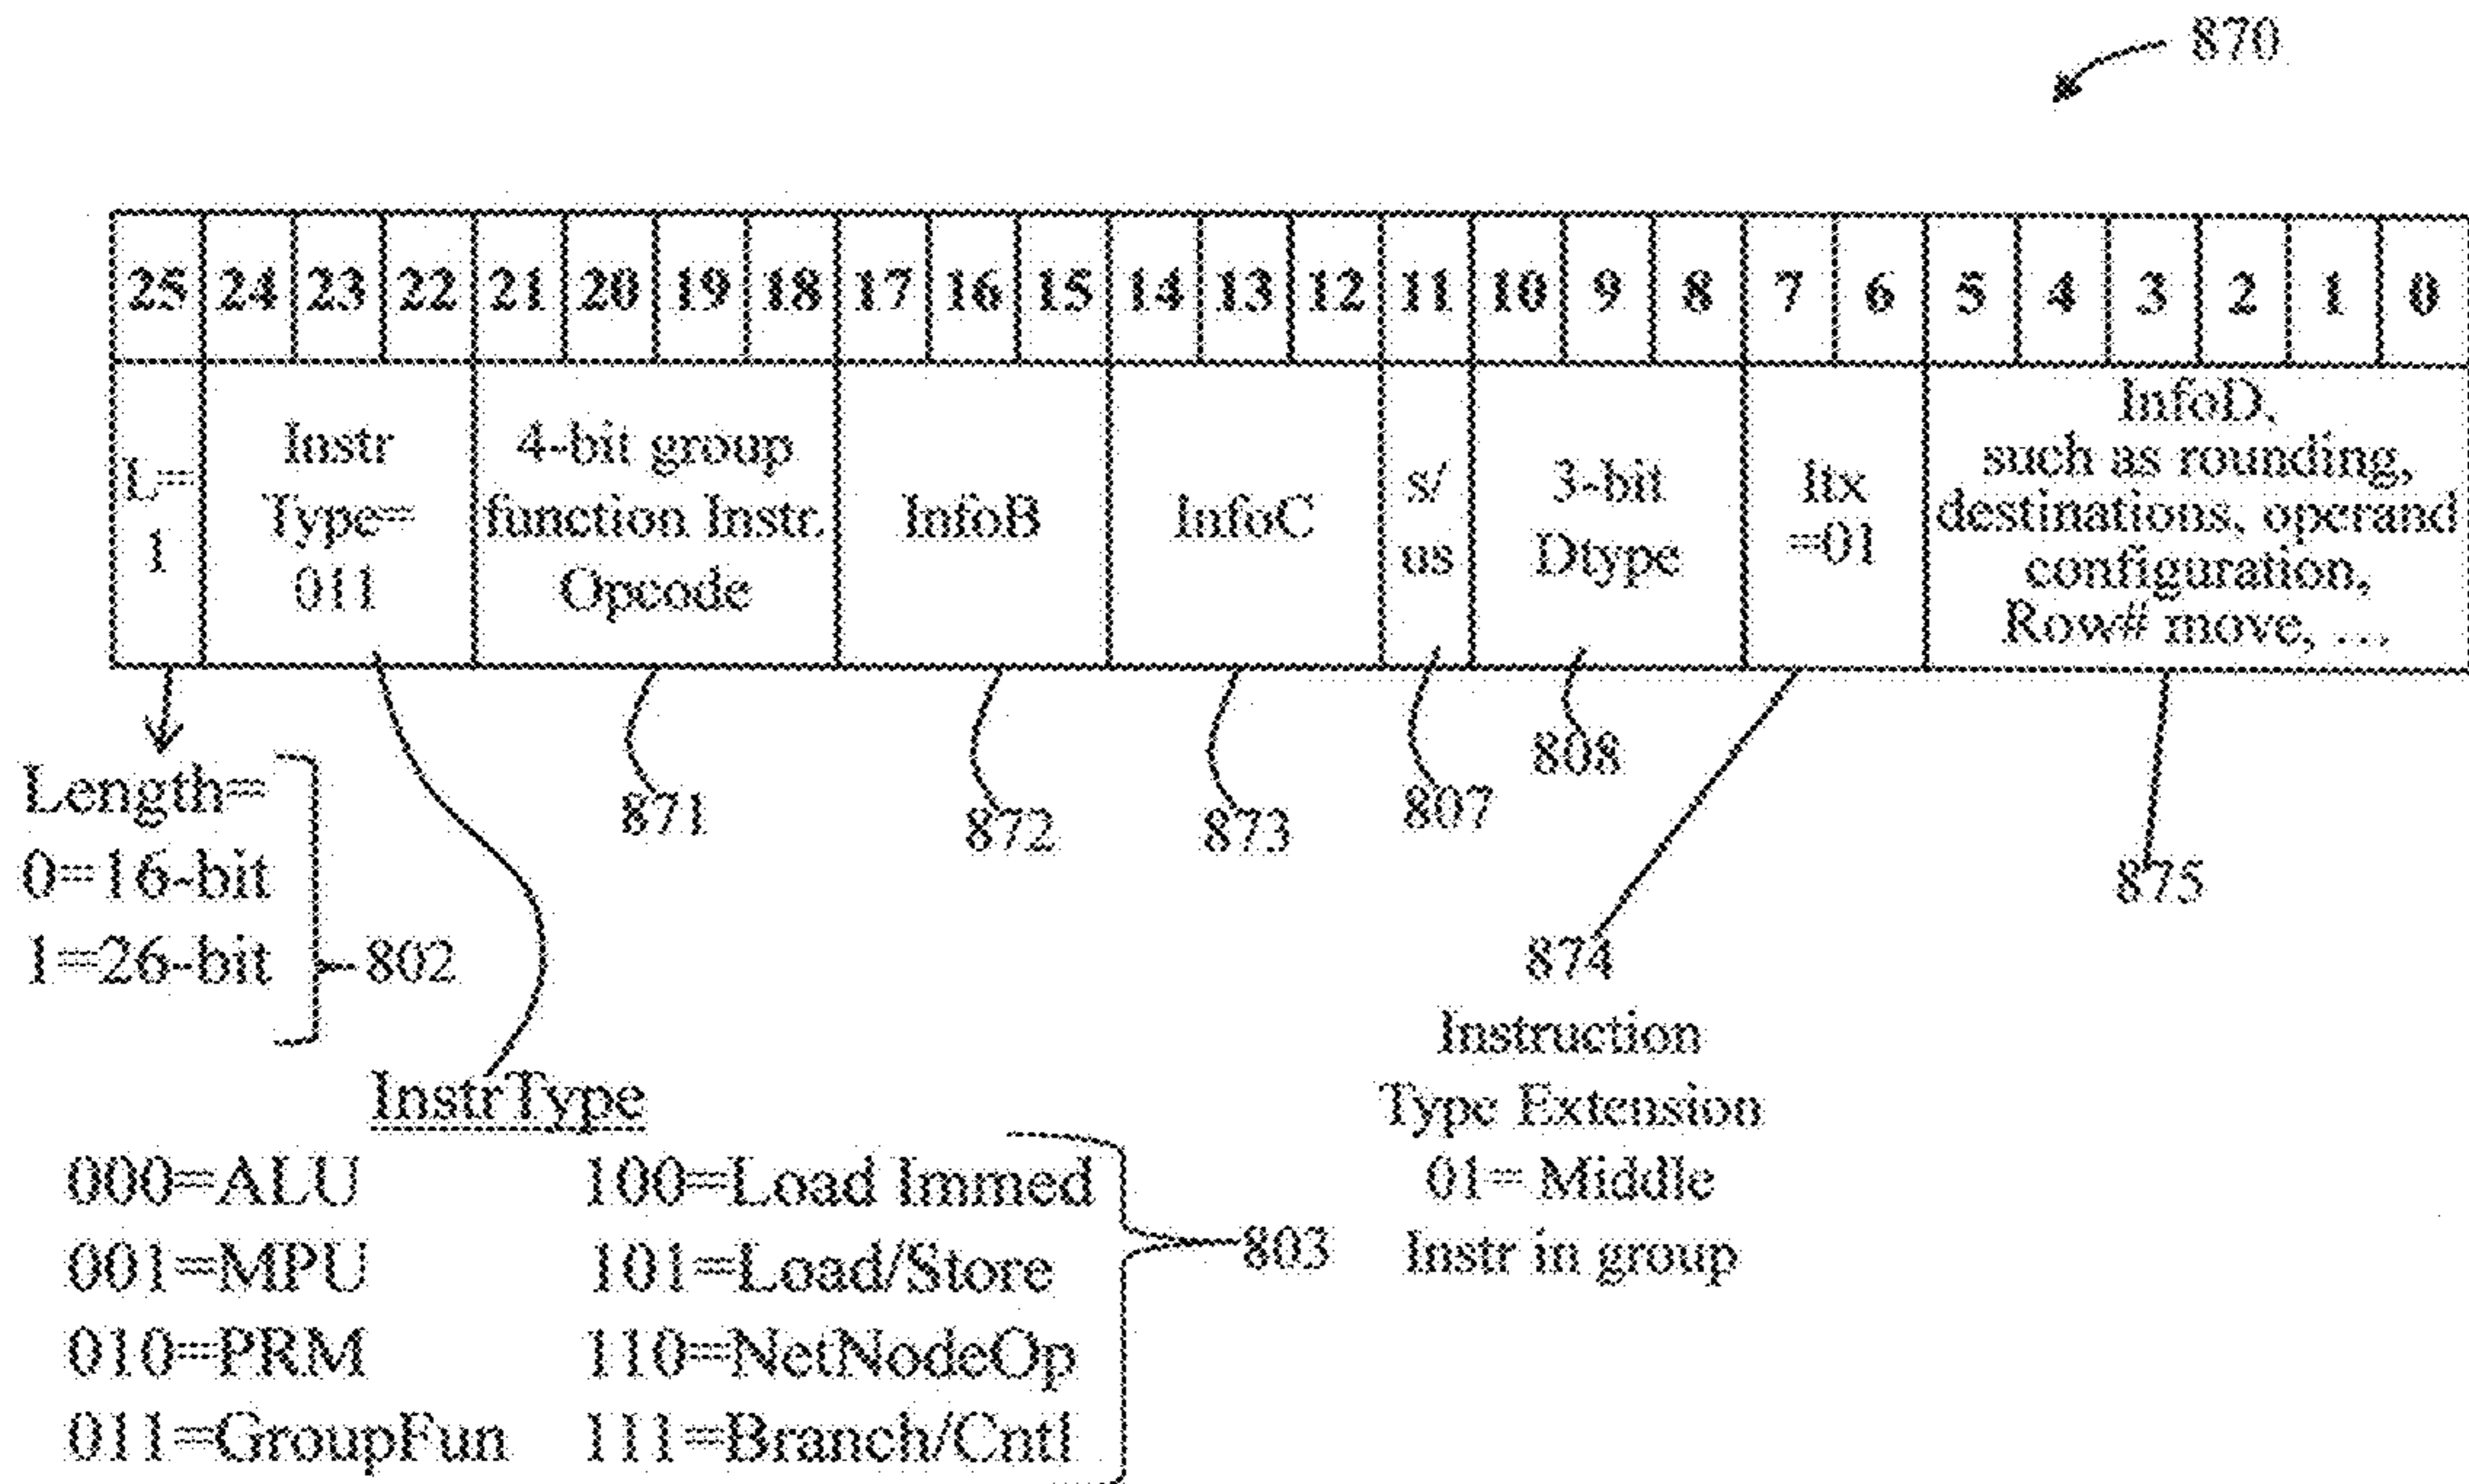 870
25 24 23 22 21 20 19 18 17 16 15 14 13 12 11 10 9 8 7 6 5 4 3 2 1 0
L=
1
Instr
Type=
011
4-bit group
function Instr.
Opcode
InfoB
InfoC
s/
us
3-bit
Dtype
Itx
=01
InfoD,
such as rounding,
destinations, operand
configuration,
Row# move, ...
Length=
0=16-bit
1=26-bit
802
871
872
873
807
808
874
Instruction
Type Extension
01= Middle
Instr in group
875
InstrType
000=ALU
001=MPU
010=PRM
011=GroupFun
100=Load Immed
101=Load/Store
110=NetNodeOp
111=Branch/Cntl
803